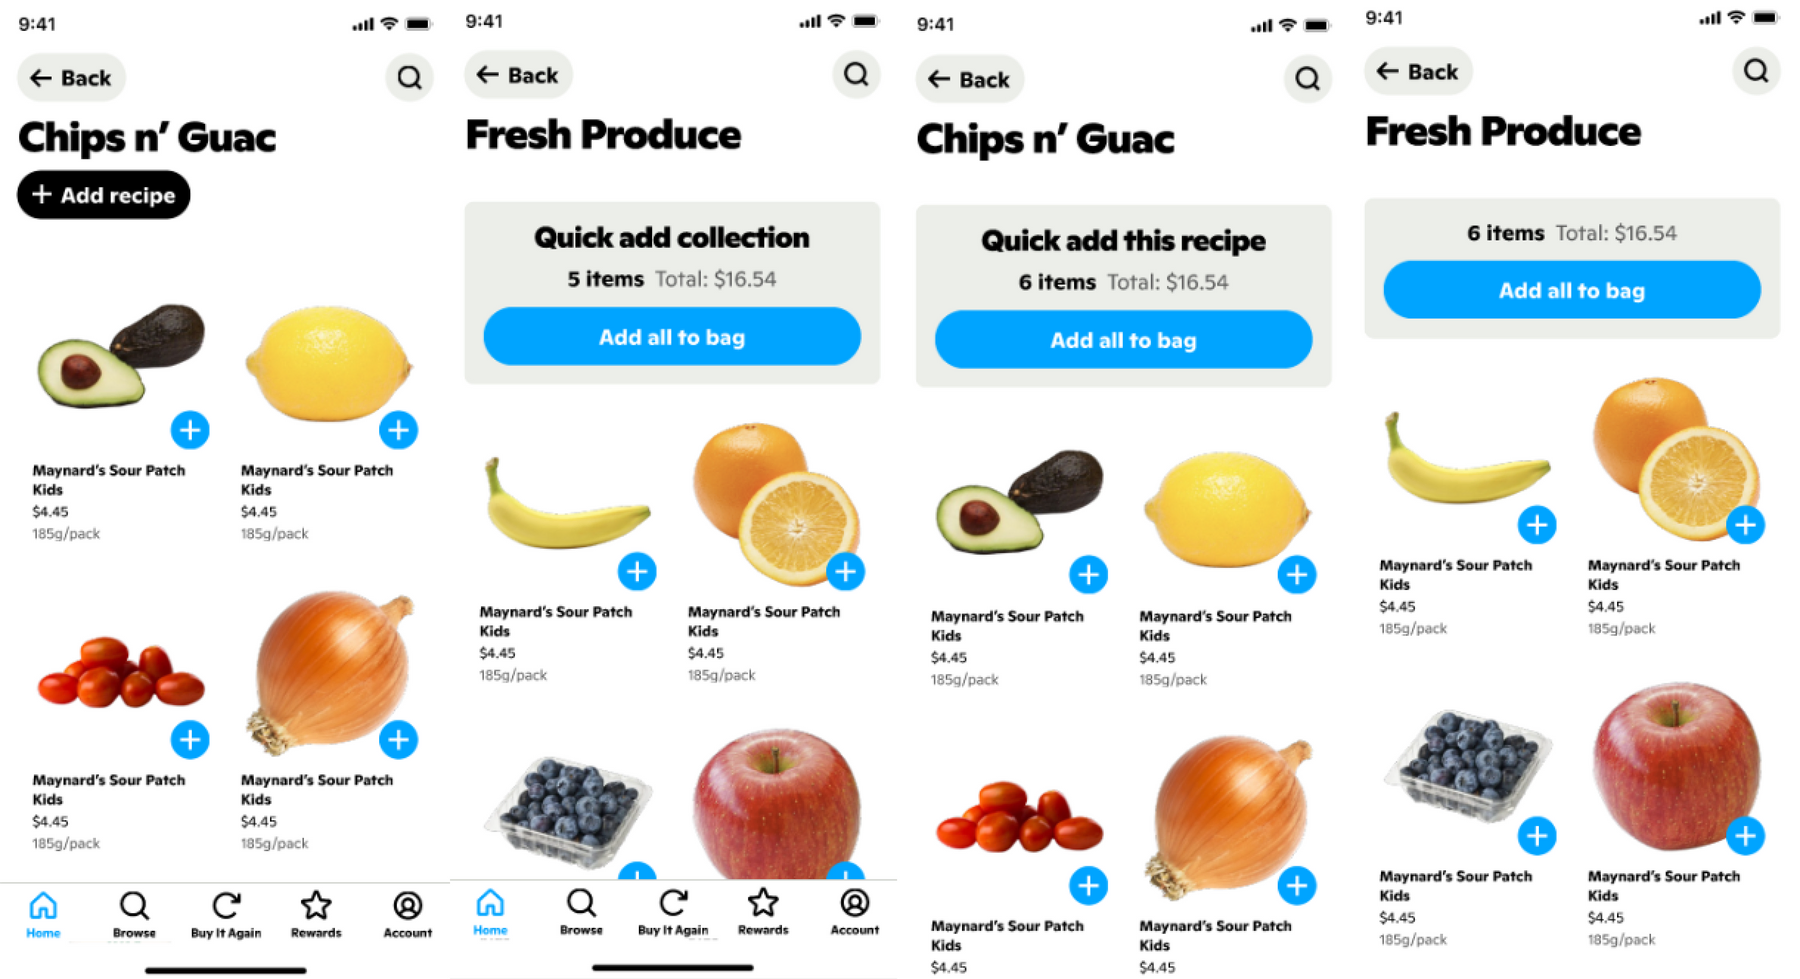 9:41
Back
Chips n' Guac
+ Add recipe
Maynard's Sour Patch
Kids
$4.45
185g/pack
Maynard's Sour Patch
Kids
$4.45
185g/pack
Maynard's Sour Patch
Kids
$4.45
185g/pack
Maynard's Sour Patch
Kids
$4.45
185g/pack
Home
Browse
Buy It Again
Rewards
Account
9:41
Back
Fresh Produce
Quick add collection
5 items Total: $16.54
Add all to bag
Maynard's Sour Patch
Kids
$4.45
185g/pack
Maynard's Sour Patch
Kids
$4.45
185g/pack
Home
Browse
Buy It Again
Rewards
Account
9:41
Back
Chips n' Guac
Quick add this recipe
6 items Total: $16.54
Add all to bag
Maynard's Sour Patch
Kids
$4.45
185g/pack
Maynard's Sour Patch
Kids
$4.45
185g/pack
Maynard's Sour Patch
Kids
$4.45
Maynard's Sour Patch
Kids
$4.45
9:41
Back
Fresh Produce
6 items Total: $16.54
Add all to bag
Maynard's Sour Patch
Kids
$4.45
185g/pack
Maynard's Sour Patch
Kids
$4.45
185g/pack
Maynard's Sour Patch
Kids
$4.45
185g/pack
Maynard's Sour Patch
Kids
$4.45
185g/pack